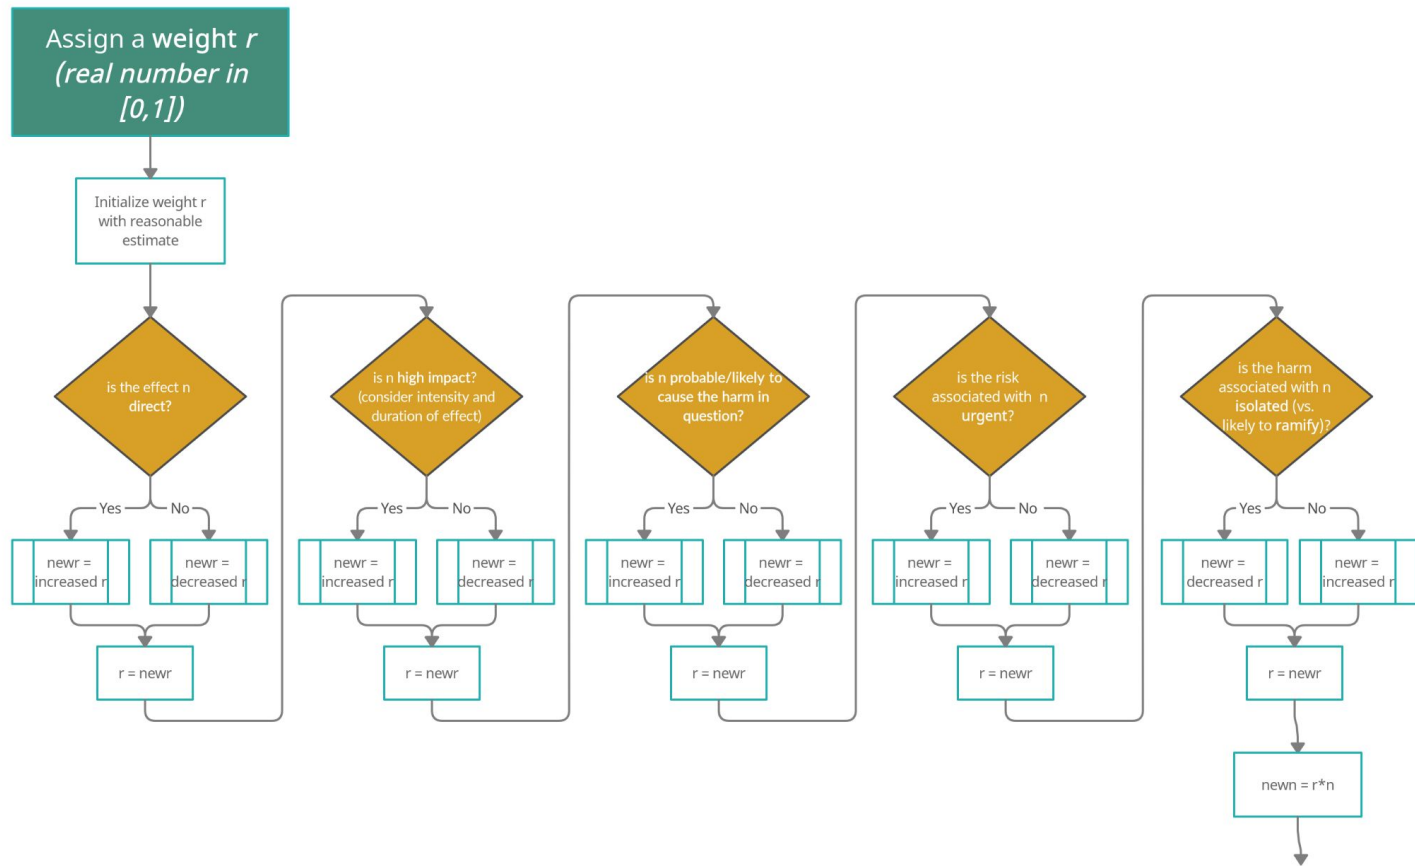 Assign a weight r
(real number in
[0,1])
Initialize weight r
with reasonable
estimate
is the effect n
direct?
Yes
No
newr =
increased r
newr =
decreased r
r = newr
is n high impact?
(consider intensity and
duration of effect)
Yes
No
newr =
increased r
newr =
decreased r
r = newr
is n probable/likely to
cause the harm in
question?
Yes
No
newr =
increased r
newr =
decreased r
r = newr
is the risk
associated with n
urgent?
Yes
No
newr =
increased r
newr =
decreased r
r = newr
is the harm
associated with n
isolated (vs.
likely to ramify)?
Yes
No
newr =
decreased r
newr =
increased r
r = newr
newn = r*n